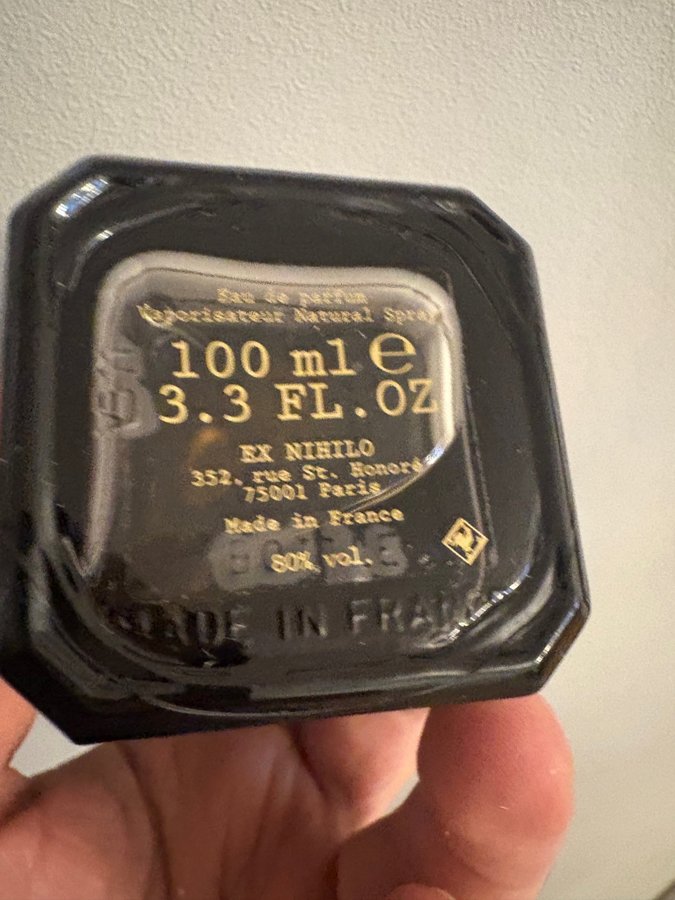 Eau de parfum
Vaporisateur Natural Spray
100 ml e
3.3 FL.OZ
EX NIHILO
352, rue St. Honoré
75001 Paris
Made in France
80% vol.
MADE IN FRANCE